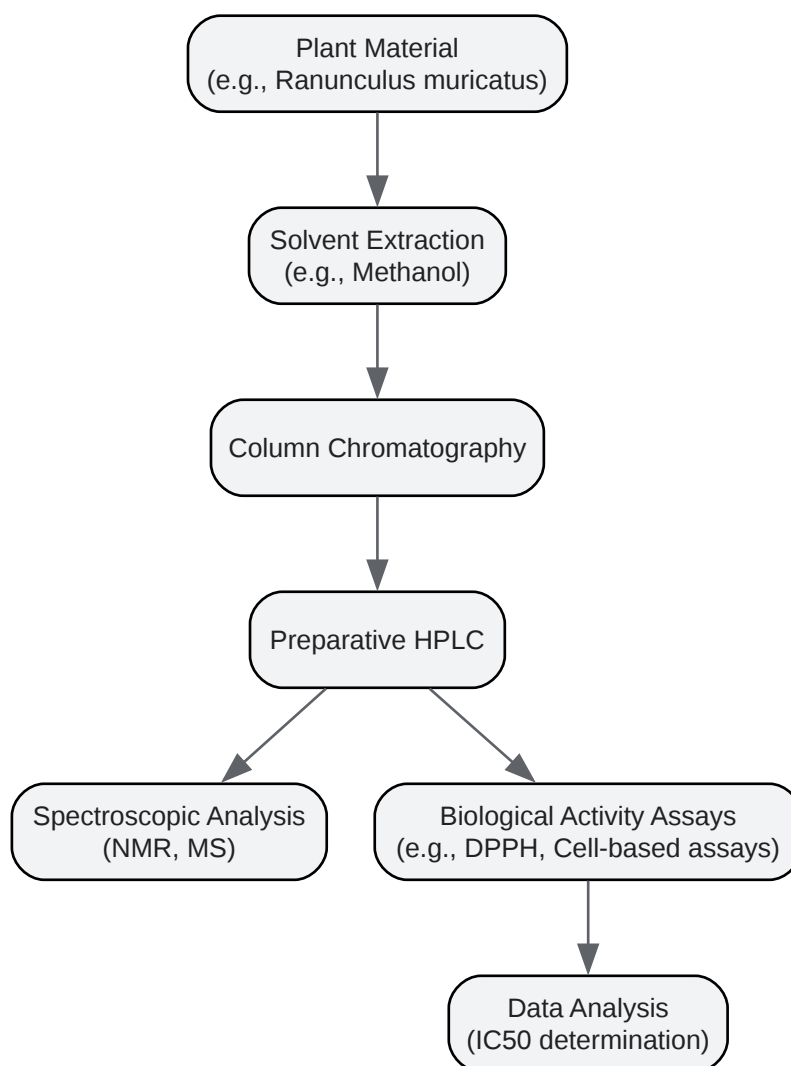 Plant Material
(e.g., Ranunculus muricatus)
Solvent Extraction
(e.g., Methanol)
Column Chromatography
Preparative HPLC
Spectroscopic Analysis
(NMR, MS)
Biological Activity Assays
(e.g., DPPH, Cell-based assays)
Data Analysis
(IC50 determination)